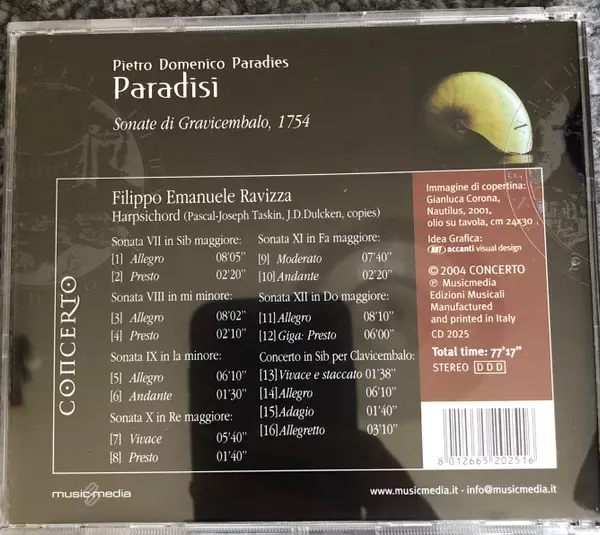 Pietro Domenico Paradies
Paradisi
Sonate di Gravicembalo, 1754
CONCERTO
Filippo Emanuele Ravizza
Harpsichord (Pascal-Joseph Taskin, J.D.Dulcken, copies)
Sonata VII in Sib maggiore:
[1] Allegro 08'05"
[2] Presto 02'20"
Sonata VIII in mi minore:
[3] Allegro 08'02"
[4] Presto 02'10"
Sonata IX in la minore:
[5] Allegro 06'10"
[6] Andante 01'30"
Sonata X in Re maggiore:
[7] Vivace 05'40"
[8] Presto 01'40"
Sonata XI in Fa maggiore:
[9] Moderato 07'40"
[10] Andante 02'20"
Sonata XII in Do maggiore:
[11] Allegro 08'10"
[12] Giga: Presto 06'00"
Concerto in Sib per Clavicembalo:
[13] Vivace e staccato 01'38"
[14] Allegro 06'10"
[15] Adagio 01'40"
[16] Allegretto 03'10"
Immagine di copertina:
Gianluca Corona,
Nautilus, 2001,
olio su tavola, cm 24x30
Idea Grafica:
accanti visual design
© 2004 CONCERTO
℗ Musicmedia
Edizioni Musicali
Manufactured
and printed in Italy
CD 2025
Total time: 77'17"
STEREO DDD
8 012665 202516
musicmedia
www.musicmedia.it - info@musicmedia.it